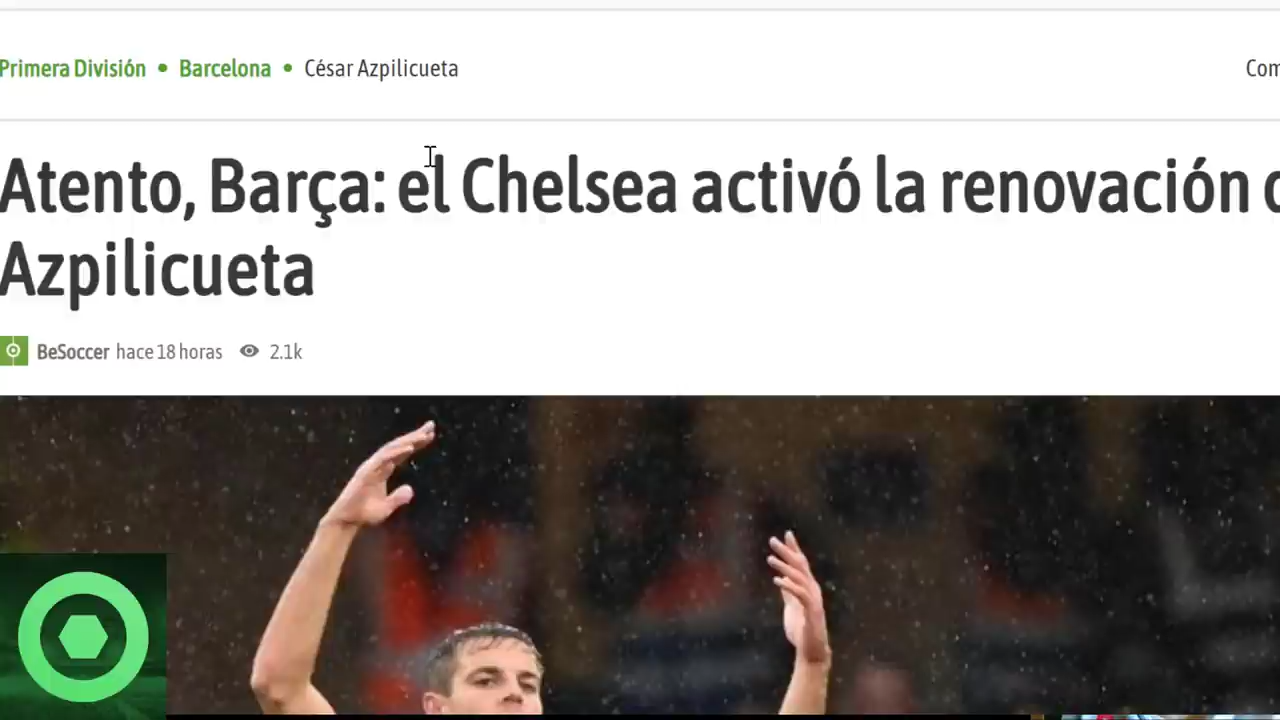 Primera División • Barcelona • César Azpilicueta
Atento, Barça: el Chelsea activó la renovación
Azpilicueta
BeSoccer hace 18 horas 2.1k